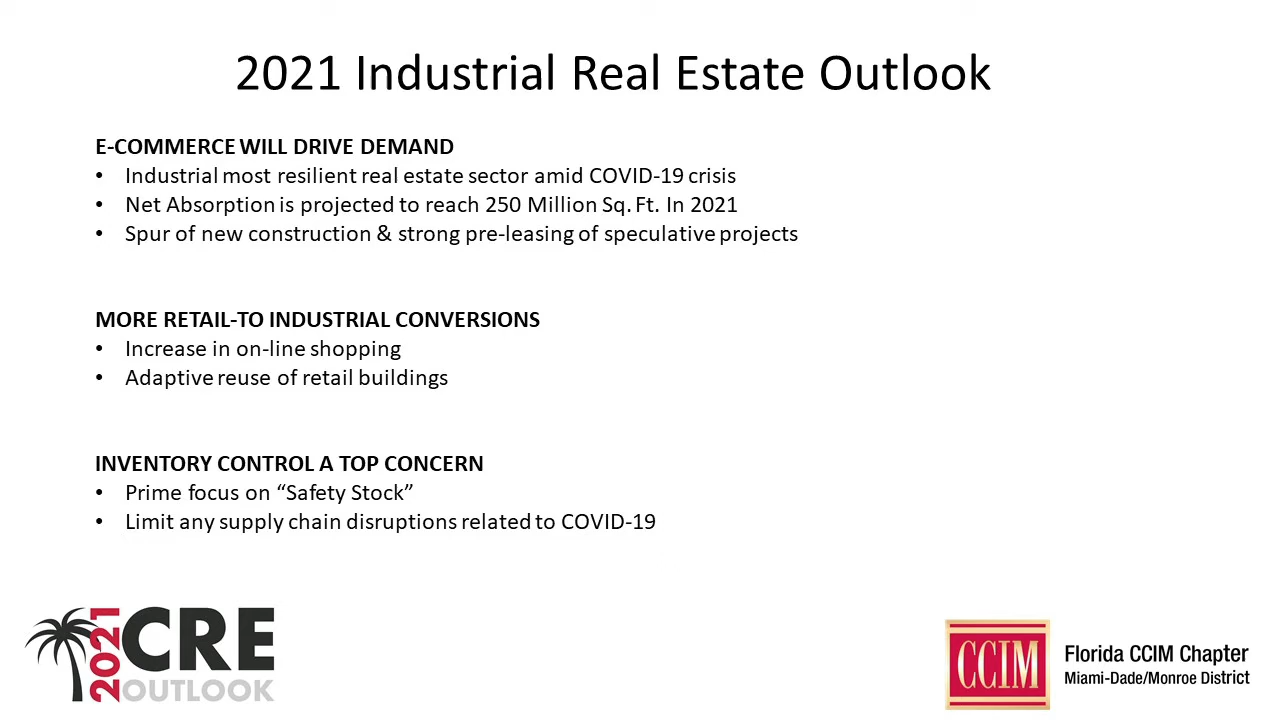 2021 Industrial Real Estate Outlook
E-COMMERCE WILL DRIVE DEMAND
• Industrial most resilient real estate sector amid COVID-19 crisis
• Net Absorption is projected to reach 250 Million Sq. Ft. In 2021
• Spur of new construction & strong pre-leasing of speculative projects
MORE RETAIL-TO INDUSTRIAL CONVERSIONS
• Increase in on-line shopping
• Adaptive reuse of retail buildings
INVENTORY CONTROL A TOP CONCERN
• Prime focus on “Safety Stock”
• Limit any supply chain disruptions related to COVID-19
2021 CRE
OUTLOOK
CCIM
Florida CCIM Chapter
Miami-Dade/Monroe District